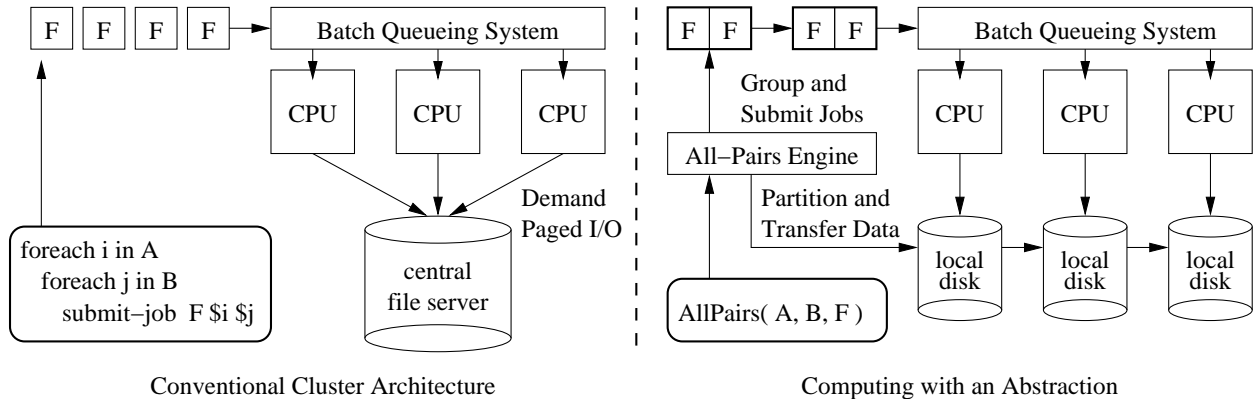 F F F F
Batch Queueing System
CPU CPU CPU
Demand
Paged I/O
central
file server
foreach i in A
foreach j in B
submit−job F $i $j
Conventional Cluster Architecture
F F F F
Batch Queueing System
Group and
Submit Jobs
CPU CPU CPU
All−Pairs Engine
Partition and
Transfer Data
local
disk
local
disk
local
disk
AllPairs( A, B, F )
Computing with an Abstraction